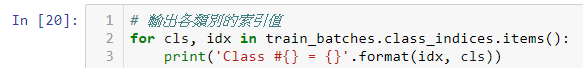 In [20]:
1 # 輸出各類別的索引值
2 for cls, idx in train_batches.class_indices.items():
3     print('Class #{} = {}'.format(idx, cls))